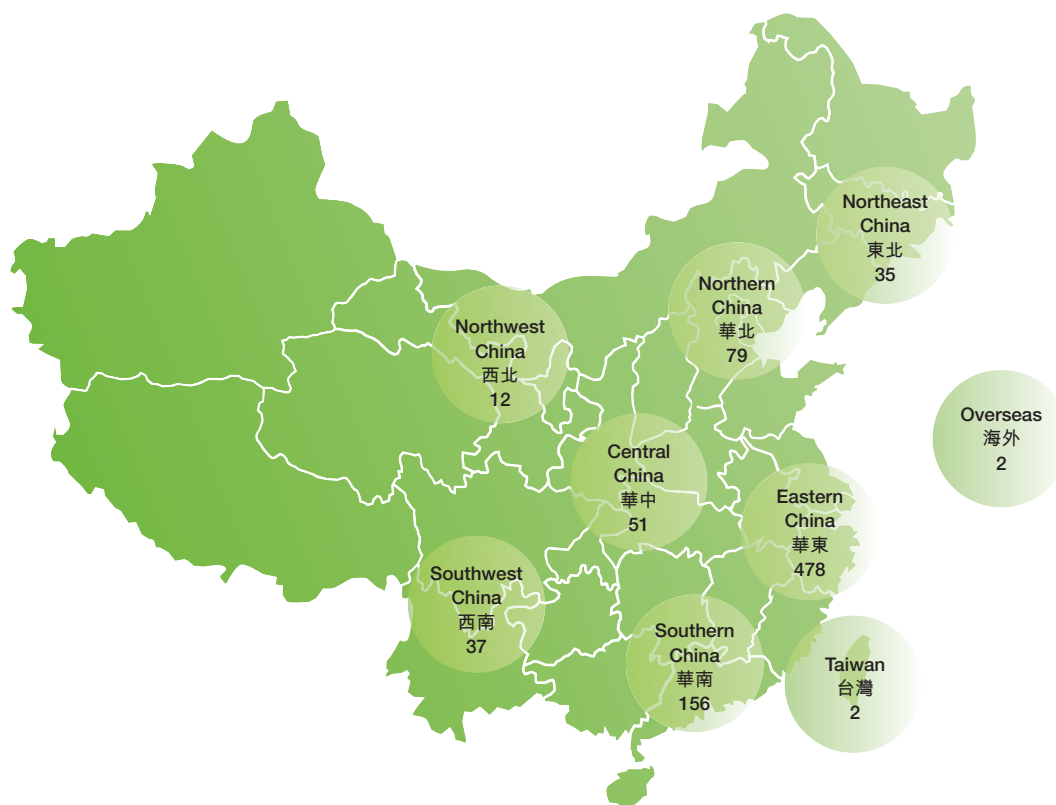 Northeast
China
東北
35
Northern
China
華北
79
Northwest
China
西北
12
Overseas
海外
2
Central
China
華中
51
Eastern
China
華東
478
Southwest
China
西南
37
Southern
China
華南
156
Taiwan
台灣
2